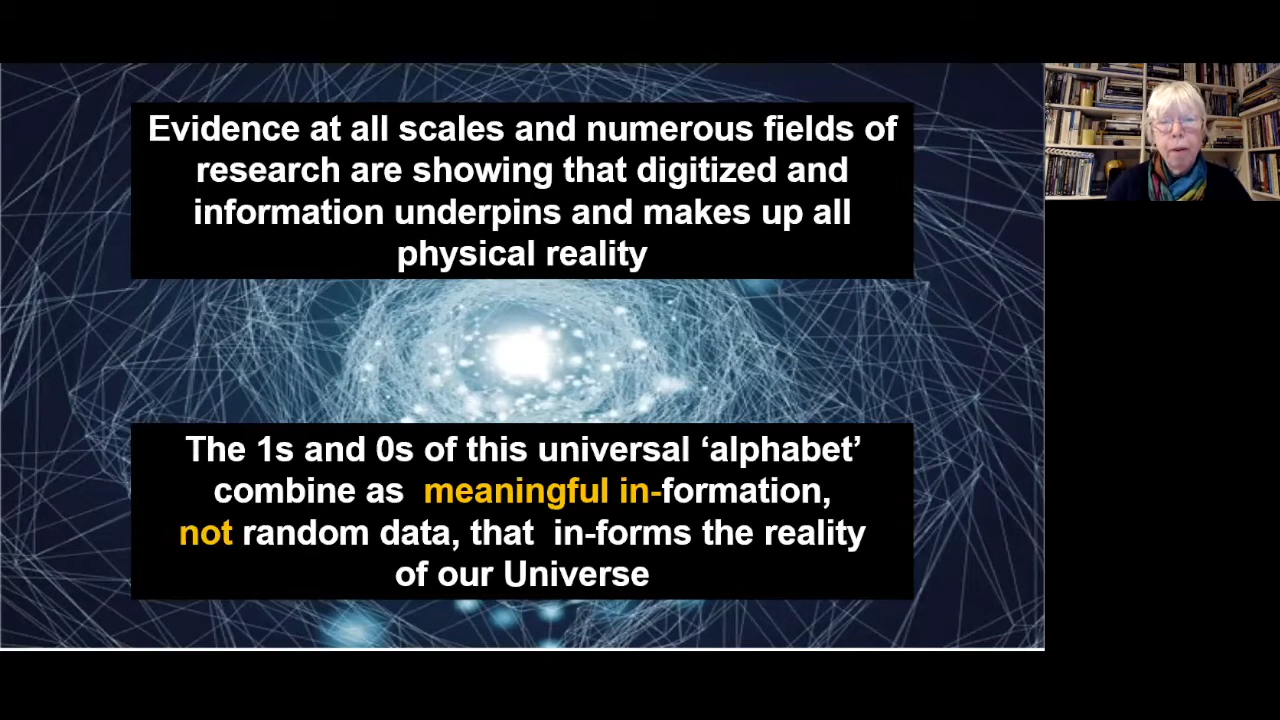 Evidence at all scales and numerous fields of
research are showing that digitized and
information underpins and makes up all
physical reality
The 1s and 0s of this universal ‘alphabet’
combine as meaningful in-formation,
not random data, that in-forms the reality
of our Universe